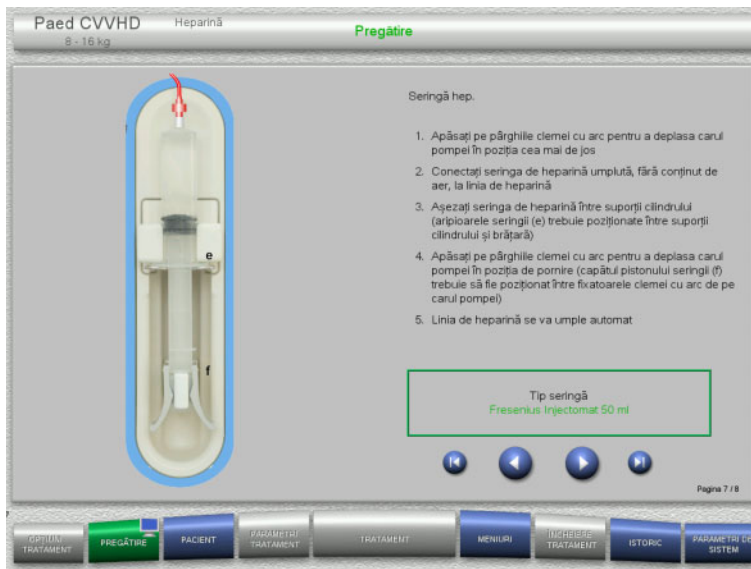 Paed CVVHD
Heparină
8 - 16 kg
Pregătire
Seringă hep.
1. Apăsați pe pârghiile clemei cu arc pentru a deplasa carul
pompei în poziția cea mai de jos
2. Conectați seringa de heparină umplută, fără conținut de
aer, la linia de heparină
3. Așezați seringa de heparină între suporții cilindrului
(aripioarele seringii (e) trebuie poziționate între suporții
cilindrului și brățară)
4. Apăsați pe pârghiile clemei cu arc pentru a deplasa carul
pompei în poziția de pornire (capătul pistonului seringii (f)
trebuie să fie poziționat între fixatoarele clemei cu arc de pe
carul pompei)
5. Linia de heparină se va umple automat
e
f
Tip seringă
Fresenius Injectomat 50 ml
Pagina 7 / 8
OPȚIUNI
TRATAMENT
PREGĂTIRE
PACIENT
PARAMETRI
TRATAMENT
TRATAMENT
MENIURI
ÎNCHEIERE
TRATAMENT
ISTORIC
PARAMETRI DE
SISTEM